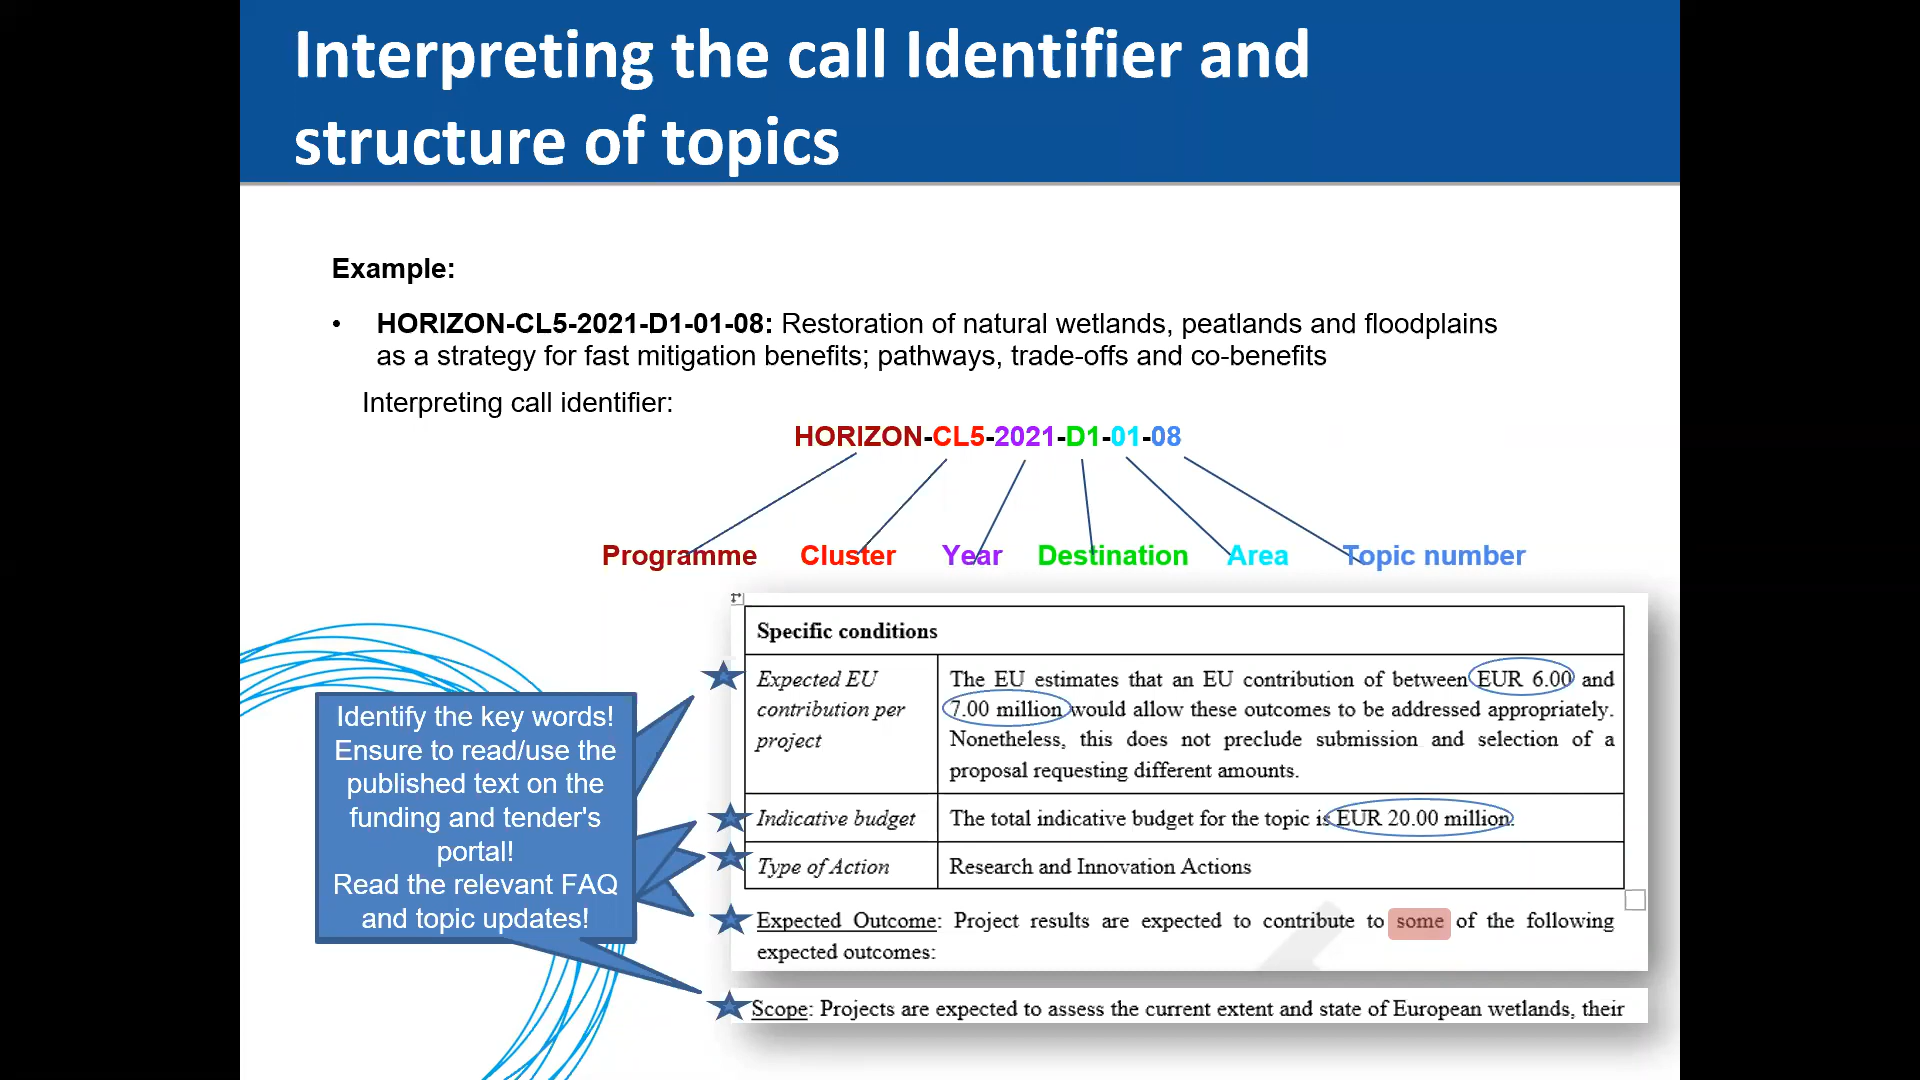 Interpreting the call Identifier and
structure of topics
Example:
• HORIZON-CL5-2021-D1-01-08: Restoration of natural wetlands, peatlands and floodplains
as a strategy for fast mitigation benefits; pathways, trade-offs and co-benefits
Interpreting call identifier:
HORIZON-CL5-2021-D1-01-08
Programme Cluster Year Destination Area Topic number
Identify the key words!
Ensure to read/use the
published text on the
funding and tender's
portal!
Read the relevant FAQ
and topic updates!
Specific conditions
Expected EU
contribution per
project
The EU estimates that an EU contribution of between EUR 6.00 and
7.00 million would allow these outcomes to be addressed appropriately.
Nonetheless, this does not preclude submission and selection of a
proposal requesting different amounts.
Indicative budget
The total indicative budget for the topic is EUR 20.00 million.
Type of Action
Research and Innovation Actions
Expected Outcome: Project results are expected to contribute to some of the following
expected outcomes:
Scope: Projects are expected to assess the current extent and state of European wetlands, their